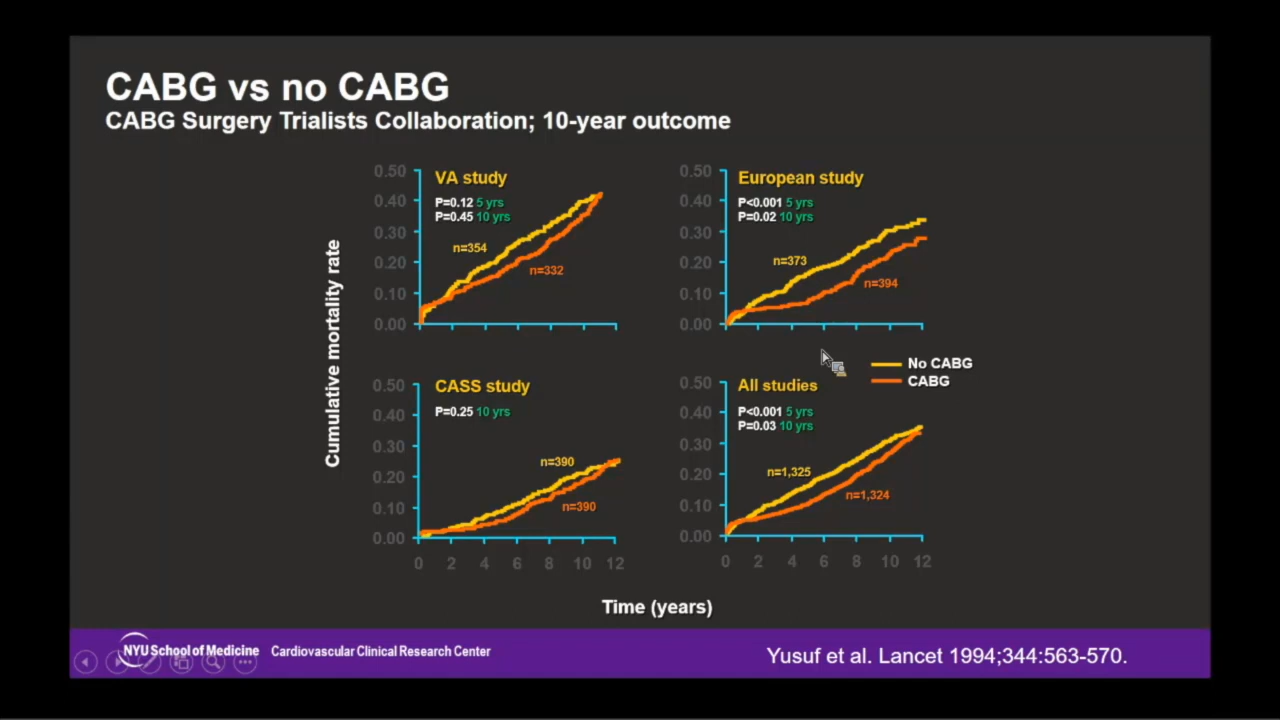 CABG vs no CABG
CABG Surgery Trialists Collaboration; 10-year outcome
Cumulative mortality rate
0.50
0.40
0.30
0.20
0.10
0.00
VA study
P=0.12 5 yrs
P=0.45 10 yrs
n=354
n=332
0.50
0.40
0.30
0.20
0.10
0.00
European study
P<0.001 5 yrs
P=0.02 10 yrs
n=373
n=394
No CABG
CABG
0.50
0.40
0.30
0.20
0.10
0.00
CASS study
P=0.25 10 yrs
n=390
n=390
0 2 4 6 8 10 12
0.50
0.40
0.30
0.20
0.10
0.00
All studies
P<0.001 5 yrs
P=0.03 10 yrs
n=1,325
n=1,324
0 2 4 6 8 10 12
Time (years)
NYU School of Medicine Cardiovascular Clinical Research Center
Yusuf et al. Lancet 1994;344:563-570.